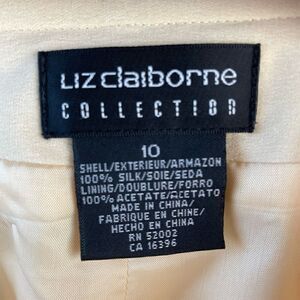 Liz claiborne
COLLECTION
10
SHELL/EXTERIEUR/ARMAZON
100% SILK/SOIE/SEDA
LINING/DOUBLURE/FORRO
100% ACETATE/ACETATO
MADE IN CHINA/
FABRIQUE EN CHINE/
HECHO EN CHINA
RN 52002
CA 16396